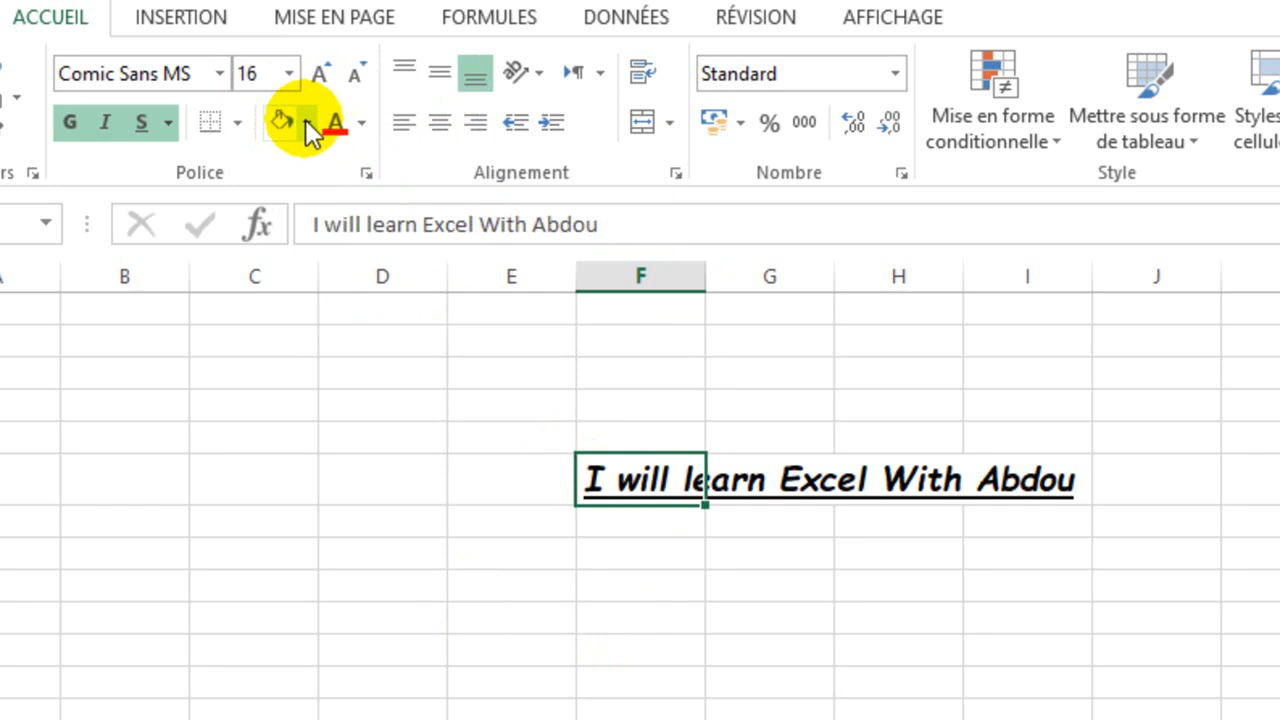 ACCUEIL INSERTION MISE EN PAGE FORMULES DONNÉES RÉVISION AFFICHAGE
Comic Sans MS 16 A A Standard
G I S A % 000 ,00 ,00
Mise en forme conditionnelle
Mettre sous forme de tableau
Police Alignement Nombre Style
fx I will learn Excel With Abdou
B C D E F G H I J
I will learn Excel With Abdou